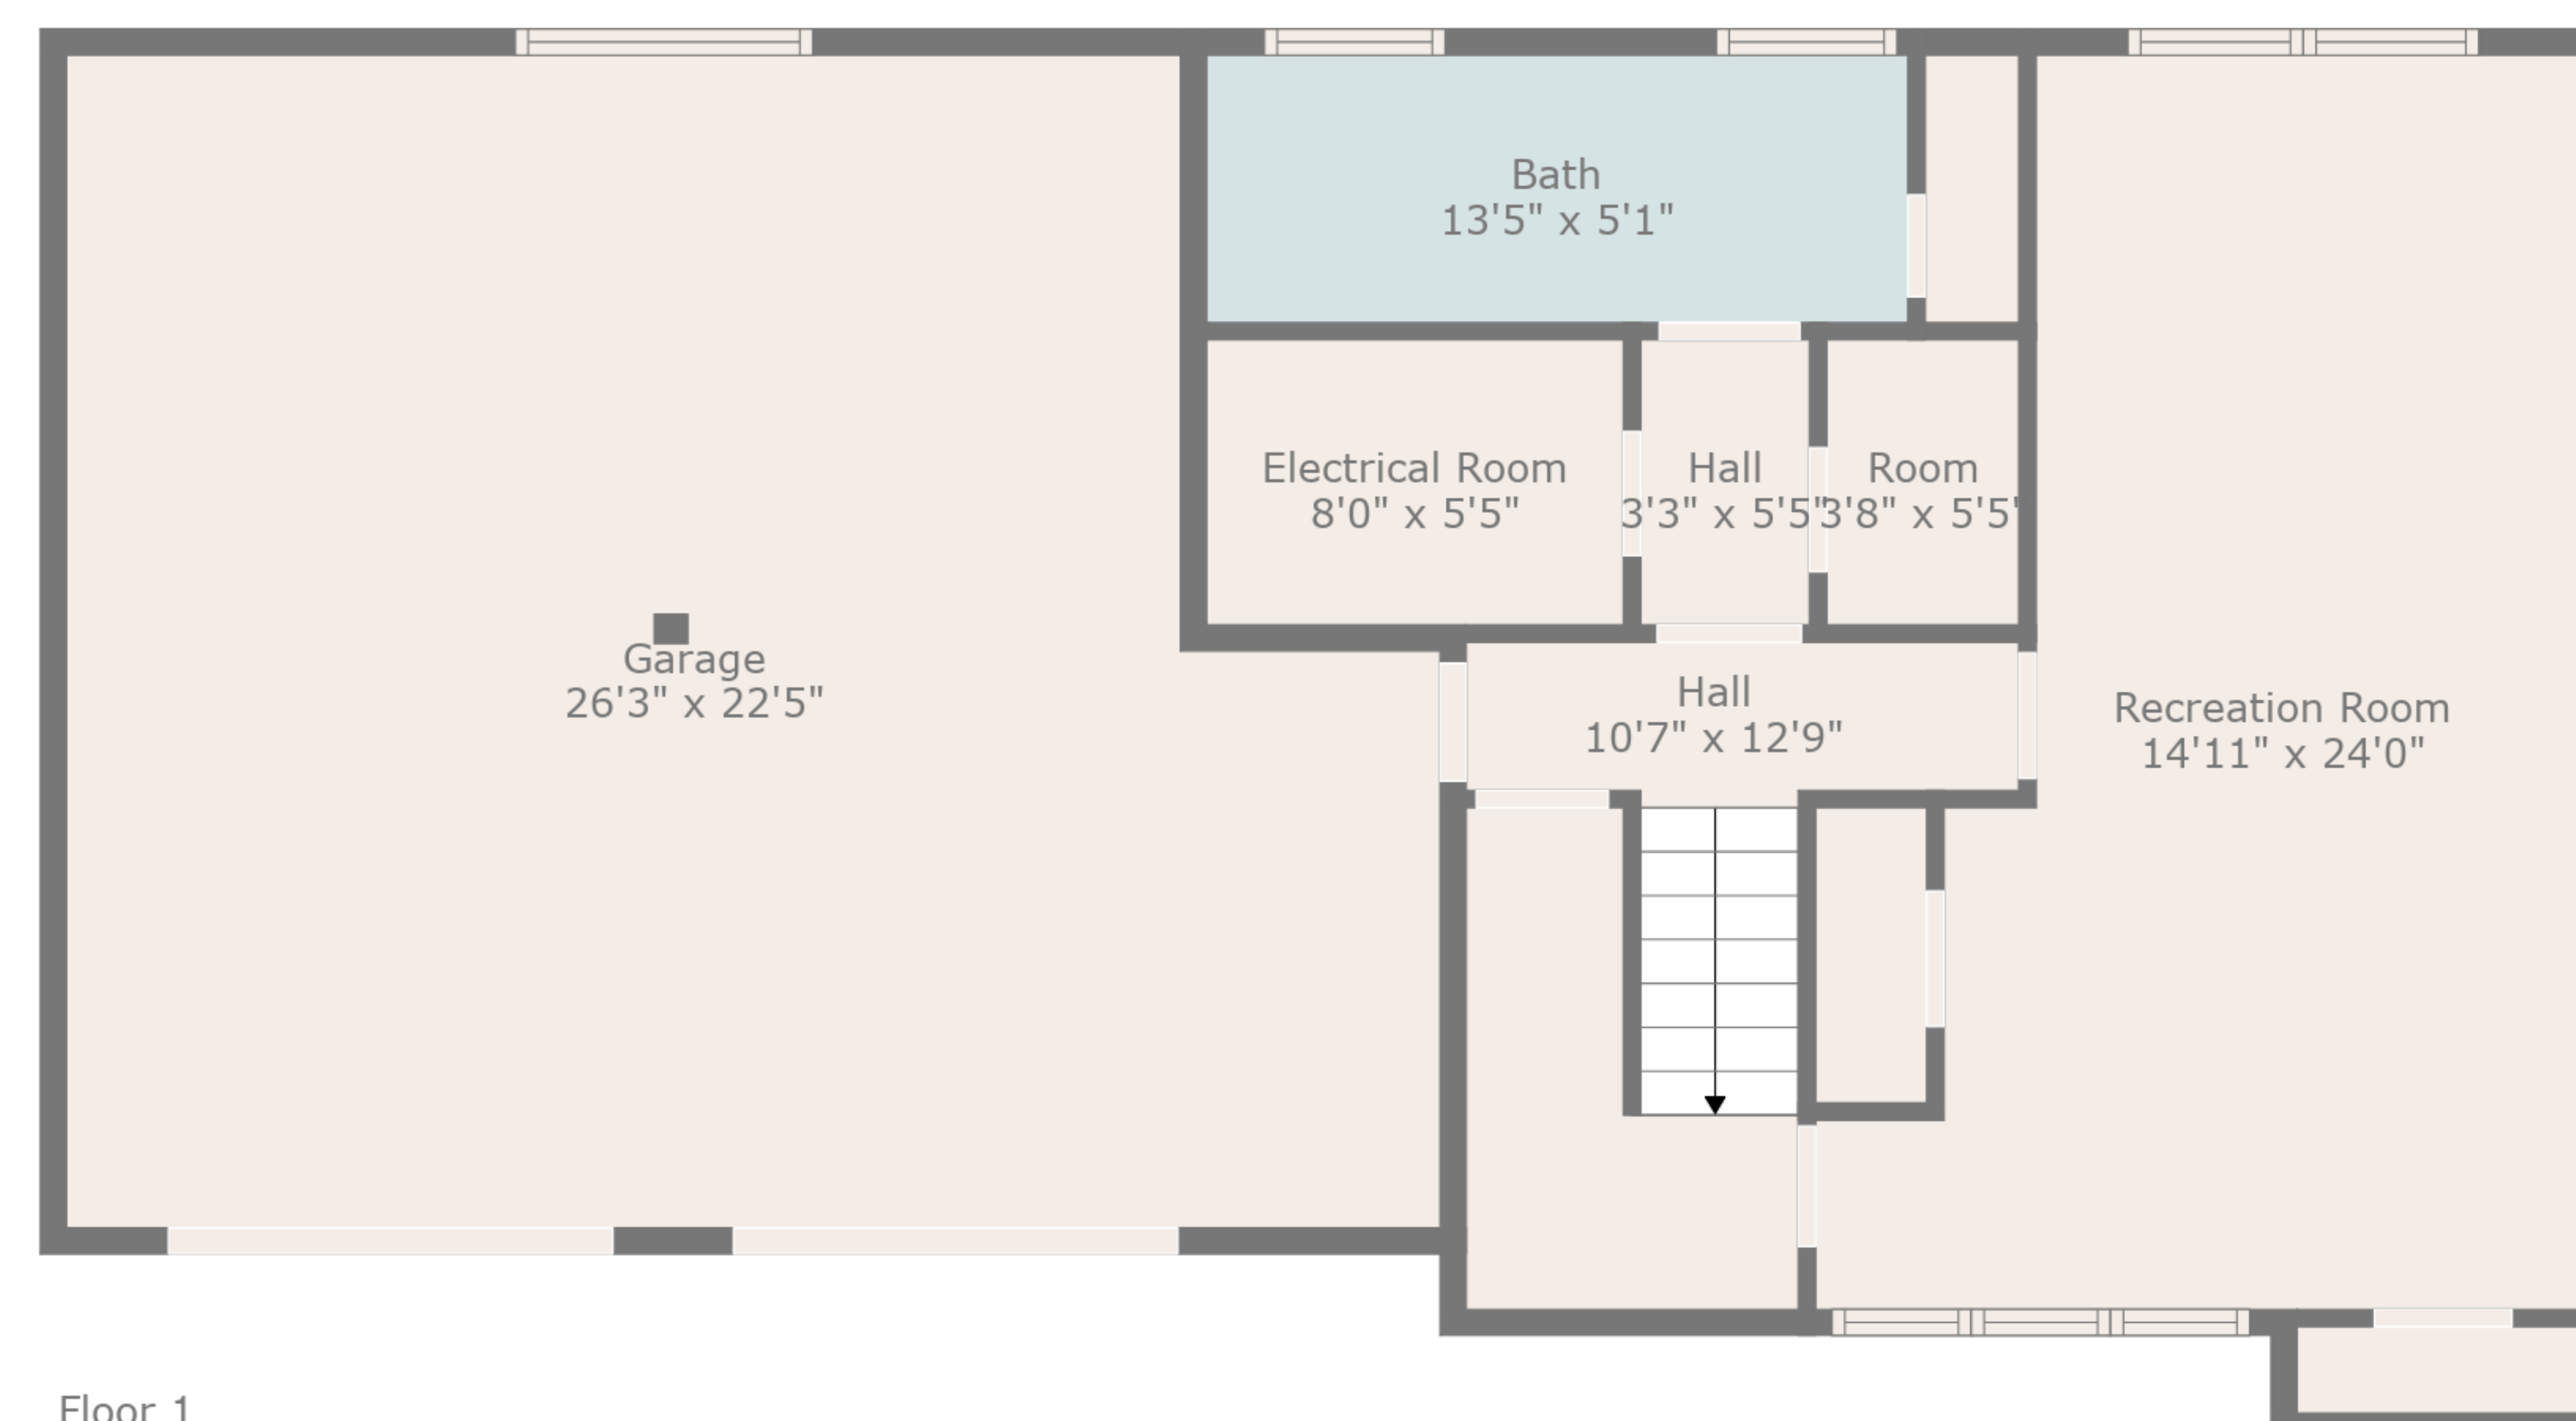 Bath
13'5" x 5'1"
Electrical Room
8'0" x 5'5"
Hall
3'3" x 5'5"
Room
3'8" x 5'5"
Garage
26'3" x 22'5"
Hall
10'7" x 12'9"
Recreation Room
14'11" x 24'0"
Floor 1